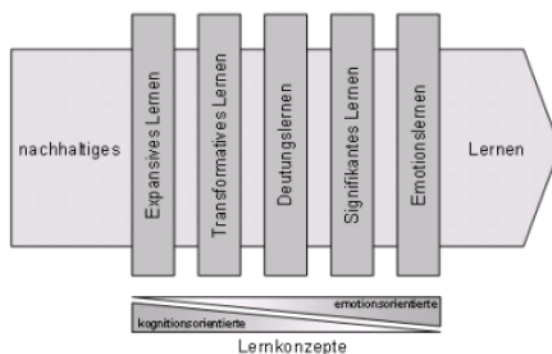 nachhaltiges
Expansives Lernen
Transformatives Lernen
Deutungslernen
Signifikantes Lernen
Emotionslernen
Lernen
emotionsorientierte
kognitionsorientierte
Lernkonzepte